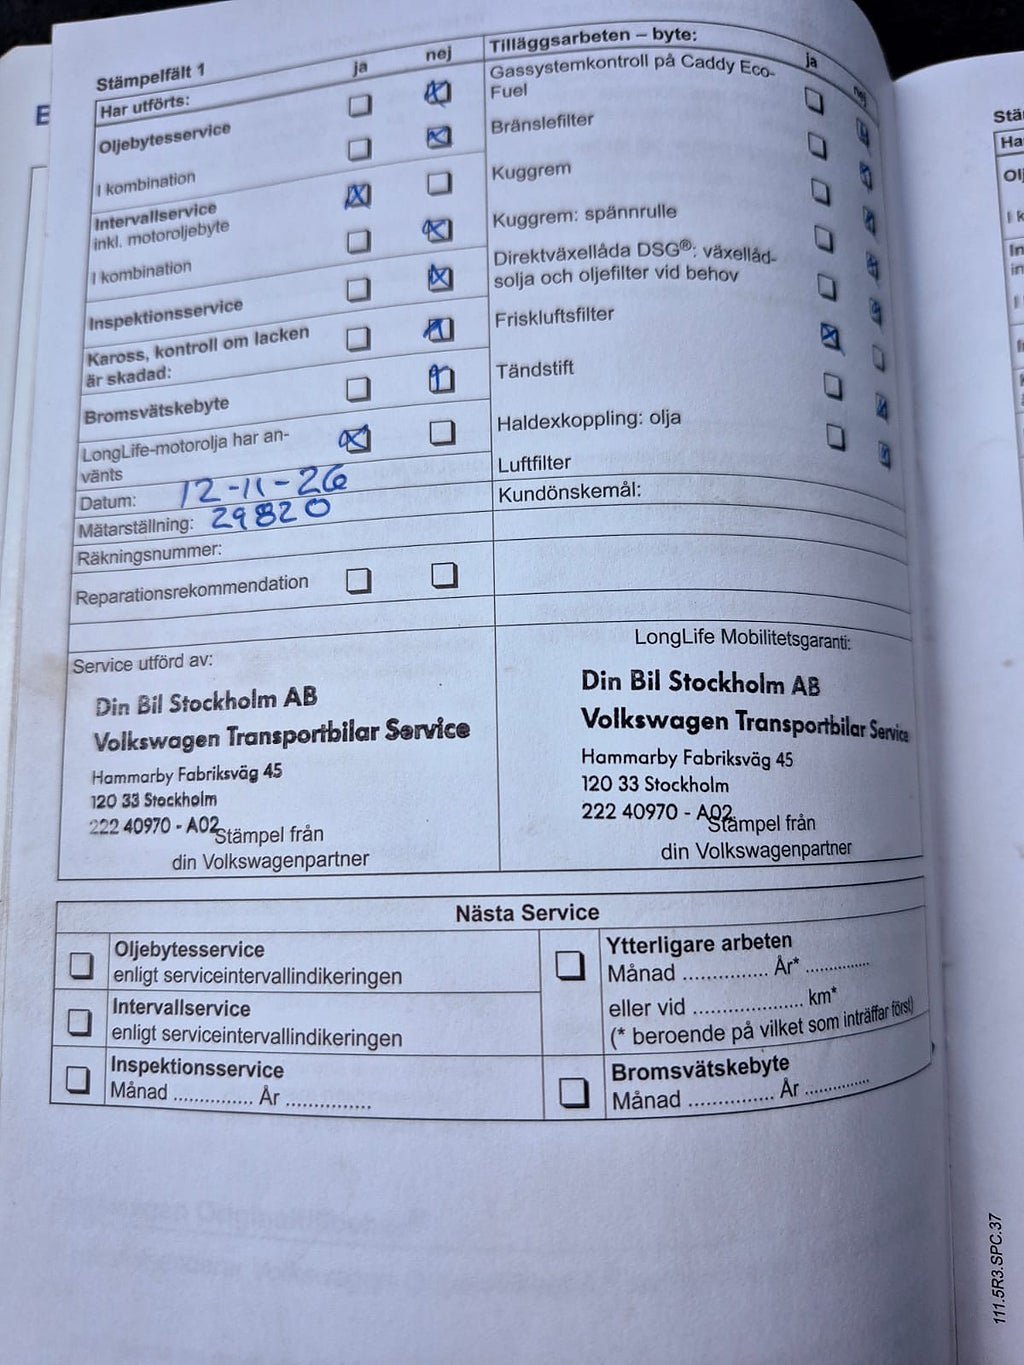 E
Stämpelfält 1
ja
nej
Har utförts:
Oljebytesservice
I kombination
Intervallservice
inkl. motoroljebyte
I kombination
Inspektionsservice
Kaross, kontroll om lacken
är skadad:
Bromsvätskebyte
LongLife-motorolja har an-
vänts
Datum: 12-11-26
Mätarställning: 29820
Räkningsnummer:
Reparationsrekommendation
Tilläggsarbeten – byte:
ja
nej
Gassystemkontroll på Caddy Eco-
Fuel
Bränslefilter
Kuggrem
Kuggrem: spännrulle
Direktväxellåda DSG®: växellåd-
solja och oljefilter vid behov
Friskluftsfilter
Tändstift
Haldexkoppling: olja
Luftfilter
Kundönskemål:
Service utförd av:
Din Bil Stockholm AB
Volkswagen Transportbilar Service
Hammarby Fabriksväg 45
120 33 Stockholm
222 40970 - A02
Stämpel från
din Volkswagenpartner
LongLife Mobilitetsgaranti:
Din Bil Stockholm AB
Volkswagen Transportbilar Service
Hammarby Fabriksväg 45
120 33 Stockholm
222 40970 - A02
Stämpel från
din Volkswagenpartner
Nästa Service
Oljebytesservice
enligt serviceintervallindikeringen
Intervallservice
enligt serviceintervallindikeringen
Inspektionsservice
Månad .............. År ...............
Ytterligare arbeten
Månad .............. År* ...........
eller vid .................. km*
(* beroende på vilket som inträffar först)
Bromsvätskebyte
Månad .............. År ...........
111.5R3.SPC.37